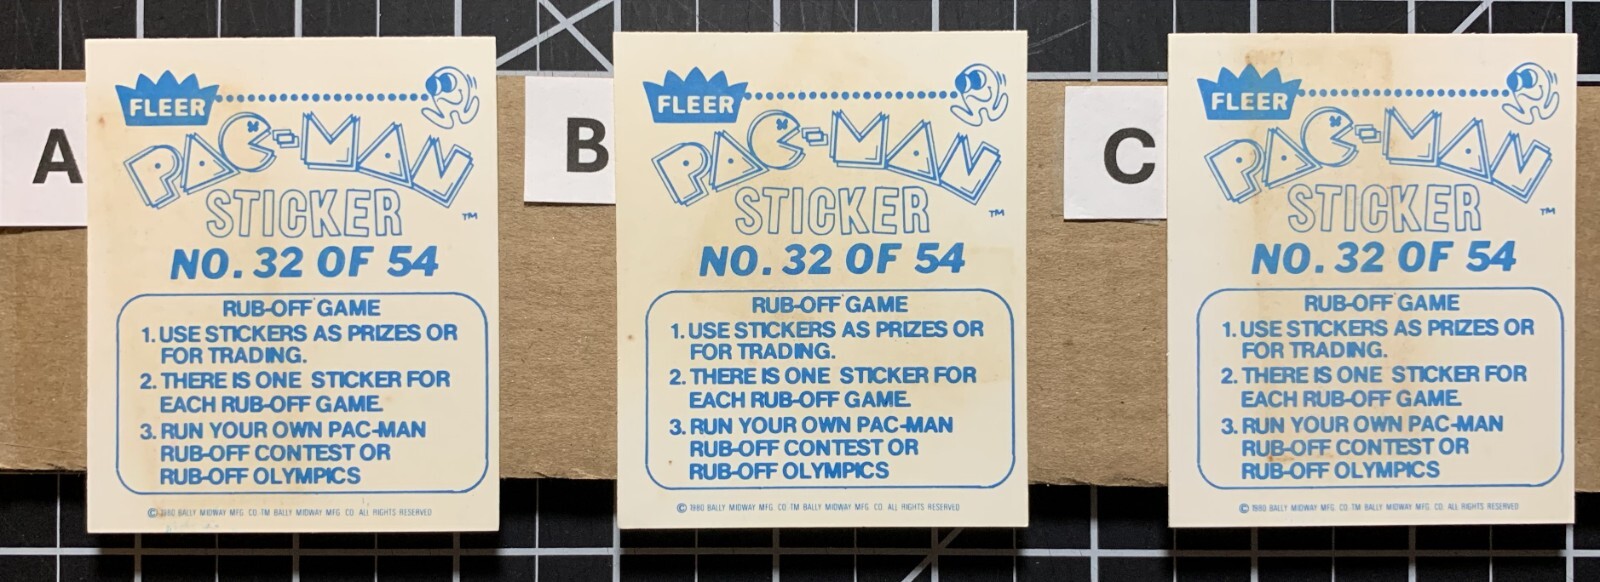 A
FLEER
PAC-MAN
STICKER
TM
NO. 32 OF 54
RUB-OFF GAME
1. USE STICKERS AS PRIZES OR
FOR TRADING.
2. THERE IS ONE STICKER FOR
EACH RUB-OFF GAME.
3. RUN YOUR OWN PAC-MAN
RUB-OFF CONTEST OR
RUB-OFF OLYMPICS
© 1980 BALLY MIDWAY MFG. CO. TM BALLY MIDWAY MFG. CO. ALL RIGHTS RESERVED
B
FLEER
PAC-MAN
STICKER
TM
NO. 32 OF 54
RUB-OFF GAME
1. USE STICKERS AS PRIZES OR
FOR TRADING.
2. THERE IS ONE STICKER FOR
EACH RUB-OFF GAME.
3. RUN YOUR OWN PAC-MAN
RUB-OFF CONTEST OR
RUB-OFF OLYMPICS
© 1980 BALLY MIDWAY MFG. CO. TM BALLY MIDWAY MFG. CO. ALL RIGHTS RESERVED
C
FLEER
PAC-MAN
STICKER
TM
NO. 32 OF 54
RUB-OFF GAME
1. USE STICKERS AS PRIZES OR
FOR TRADING.
2. THERE IS ONE STICKER FOR
EACH RUB-OFF GAME.
3. RUN YOUR OWN PAC-MAN
RUB-OFF CONTEST OR
RUB-OFF OLYMPICS
© 1980 BALLY MIDWAY MFG. CO. TM BALLY MIDWAY MFG. CO. ALL RIGHTS RESERVED